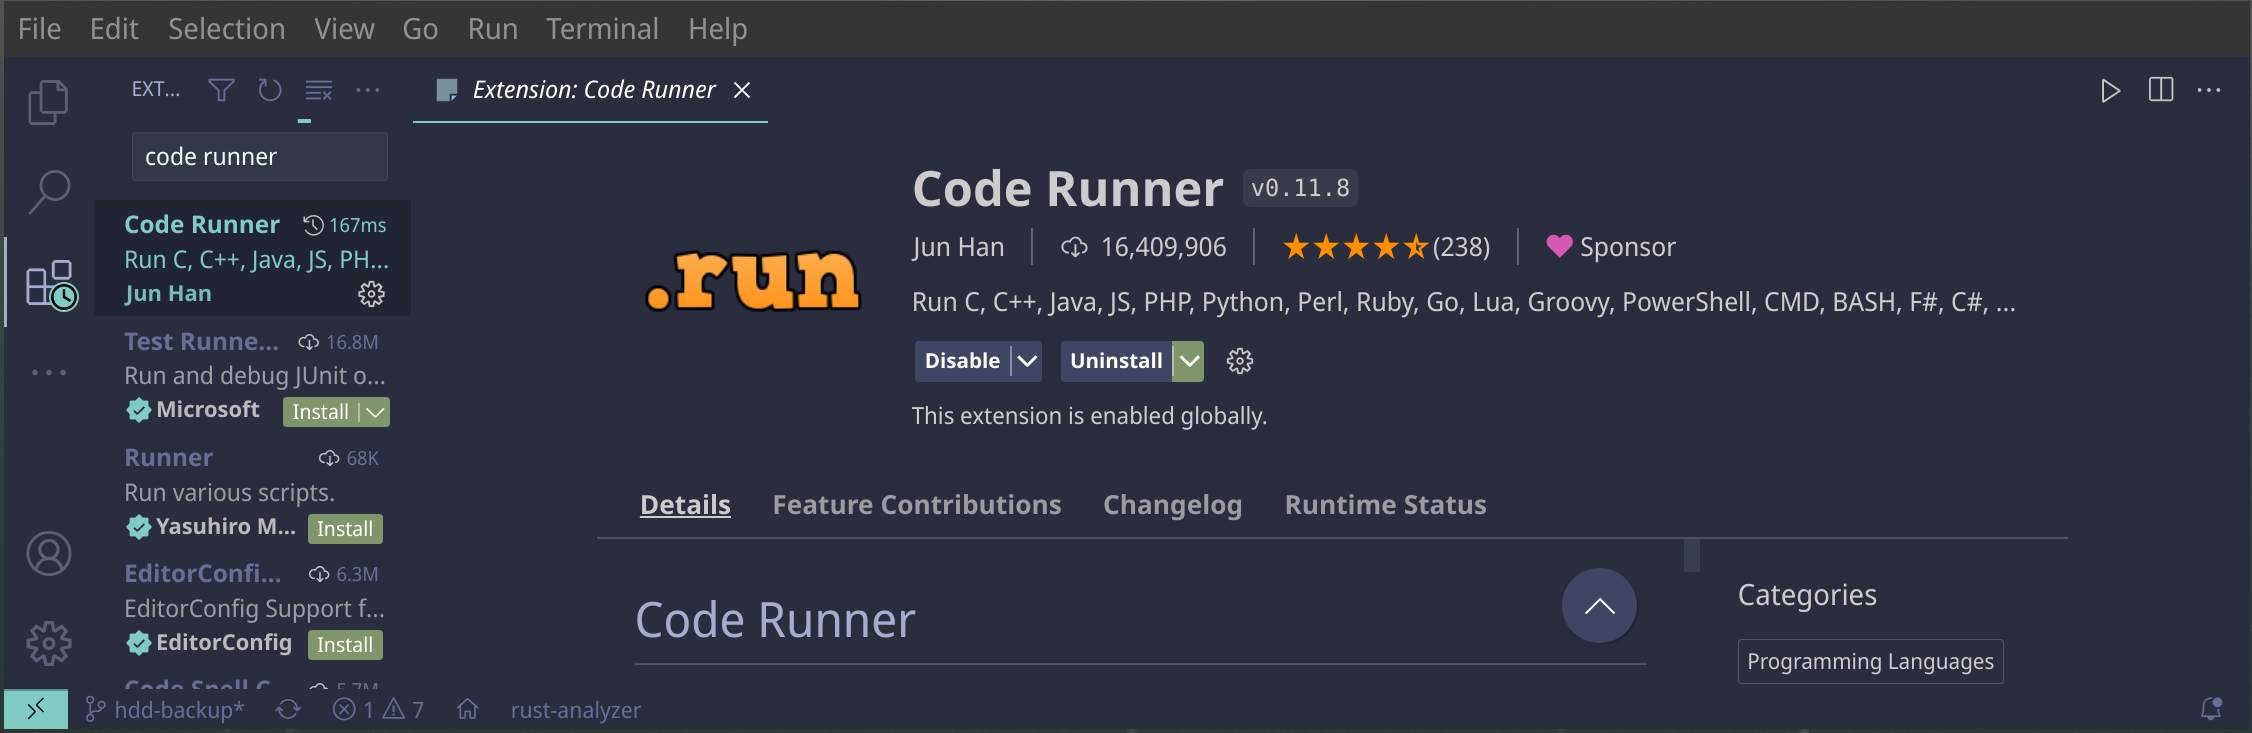 File Edit Selection View Go Run Terminal Help
EXT...
Extension: Code Runner
code runner
Code Runner 167ms
Run C, C++, Java, JS, PH...
Jun Han
Test Runne... 16.8M
Run and debug JUnit o...
Microsoft Install
Runner 68K
Run various scripts.
Yasuhiro M... Install
EditorConfi... 6.3M
EditorConfig Support f...
EditorConfig Install
Code Spell C 5.7M
.run
Code Runner v0.11.8
Jun Han 16,409,906 (238) Sponsor
Run C, C++, Java, JS, PHP, Python, Perl, Ruby, Go, Lua, Groovy, PowerShell, CMD, BASH, F#, C#, ...
Disable Uninstall
This extension is enabled globally.
Details Feature Contributions Changelog Runtime Status
Code Runner
Categories
Programming Languages
hdd-backup* 1 7 rust-analyzer